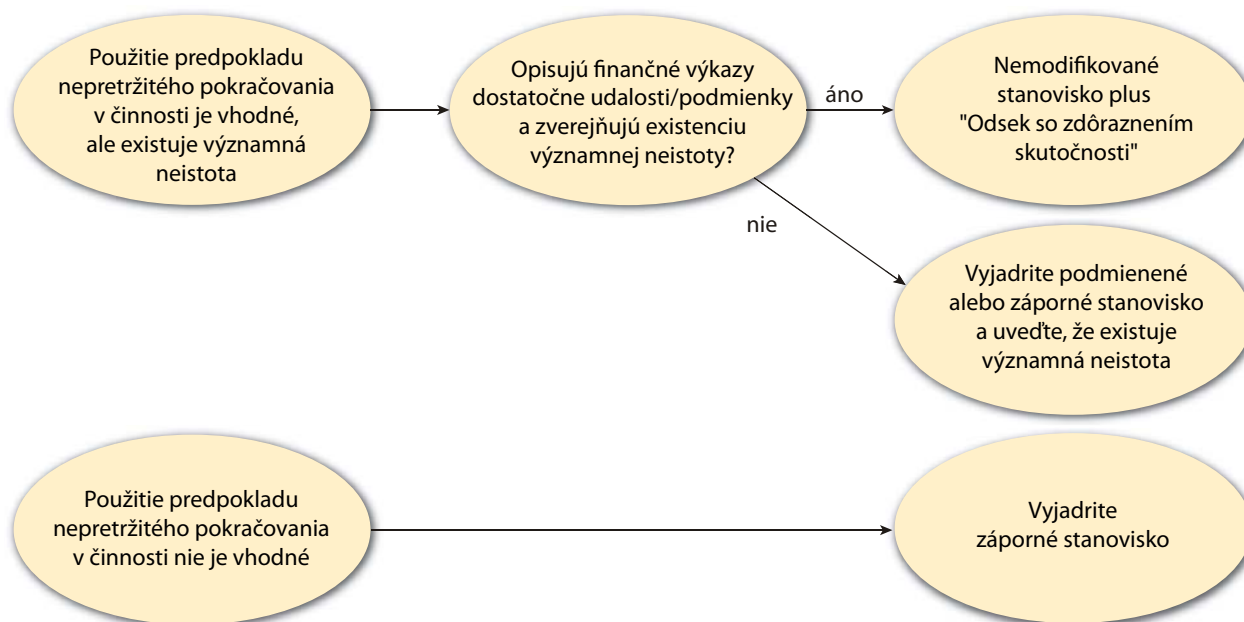 Použitie predpokladu
nepretržitého pokračovania
v činnosti je vhodné,
ale existuje významná
neistota
Opisujú finančné výkazy
dostatočne udalosti/podmienky
a zverejňujú existenciu
významnej neistoty?
áno
Nemodifikované
stanovisko plus
"Odsek so zdôraznením
skutočnosti"
nie
Vyjadrite podmienené
alebo záporné stanovisko
a uveďte, že existuje
významná neistota
Použitie predpokladu
nepretržitého pokračovania
v činnosti nie je vhodné
Vyjadrite
záporné stanovisko